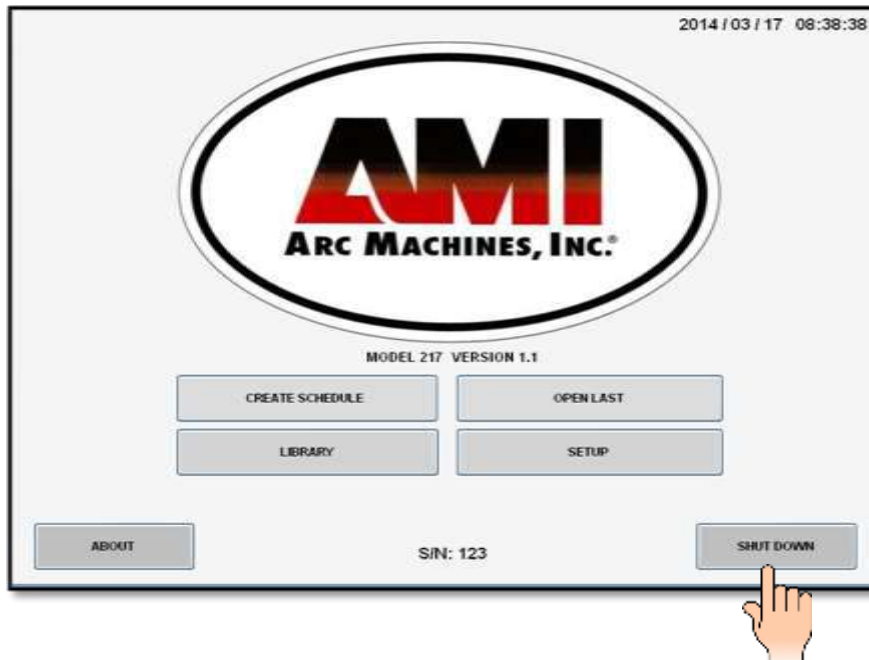 2014 / 03 / 17 08:38:38
AMI
ARC MACHINES, INC.®
MODEL 217 VERSION 1.1
CREATE SCHEDULE OPEN LAST
LIBRARY SETUP
ABOUT S/N: 123 SHUT DOWN